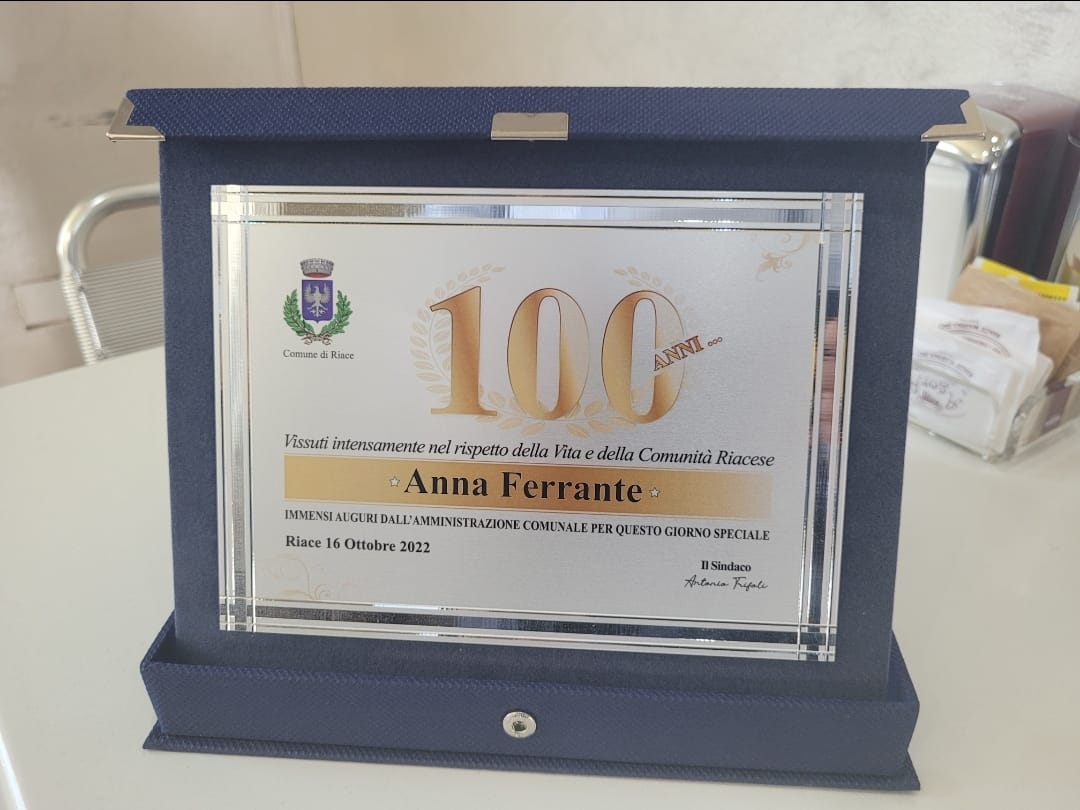 Comune di Riace
100
ANNI ...
Vissuti intensamente nel rispetto della Vita e della Comunità Riacese
Anna Ferrante
IMMENSI AUGURI DALL'AMMINISTRAZIONE COMUNALE PER QUESTO GIORNO SPECIALE
Riace 16 Ottobre 2022
Il Sindaco
Antonio Trifoli